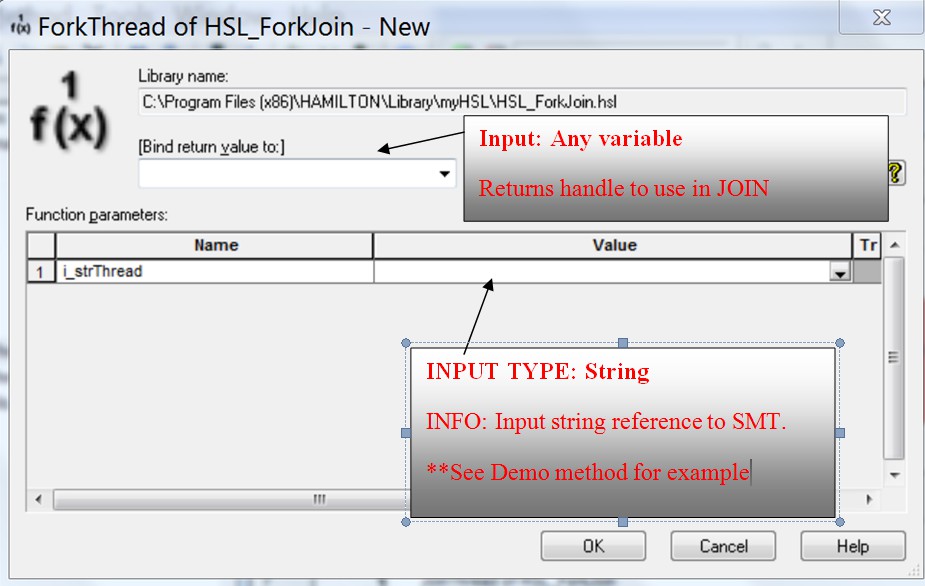 ForkThread of HSL_ForkJoin - New
1
f(x)
Library name:
C:\Program Files (x86)\HAMILTON\Library\myHSL\HSL_ForkJoin.hsl
[Bind return value to:]
Input: Any variable
Returns handle to use in JOIN
Function parameters:
Name Value Tr
1 i_strThread
INPUT TYPE: String
INFO: Input string reference to SMT.
**See Demo method for example
OK Cancel Help